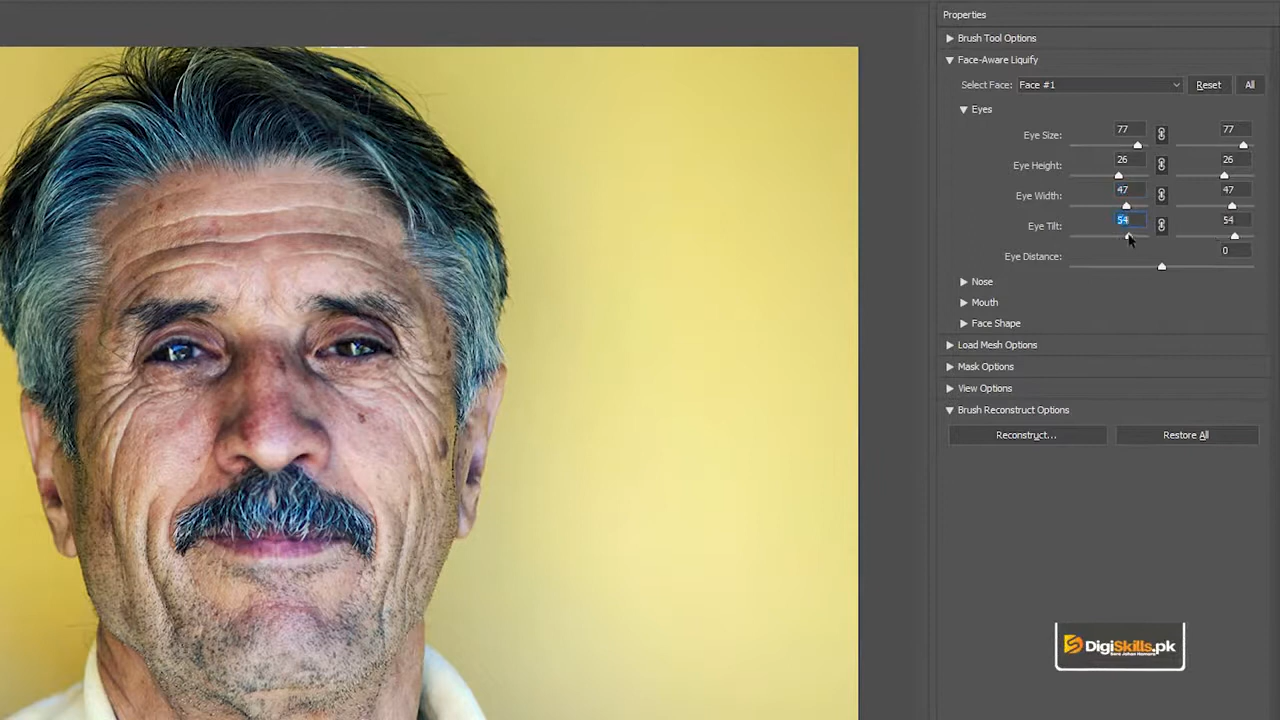 Properties
Brush Tool Options
Face-Aware Liquify
Select Face: Face #1 Reset All
Eyes
Eye Size: 77 77
Eye Height: 26 26
Eye Width: 47 47
Eye Tilt: 54 54
Eye Distance: 0
Nose
Mouth
Face Shape
Load Mesh Options
Mask Options
View Options
Brush Reconstruct Options
Reconstruct... Restore All
DigiSkills.pk